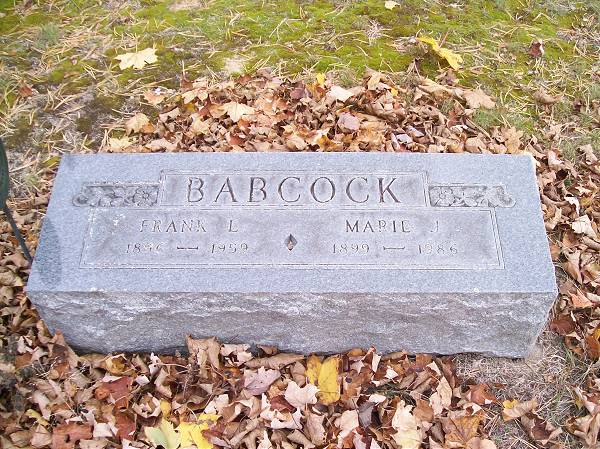 BABCOCK
FRANK L. MARIE J.
1896 — 1959 1899 — 1986